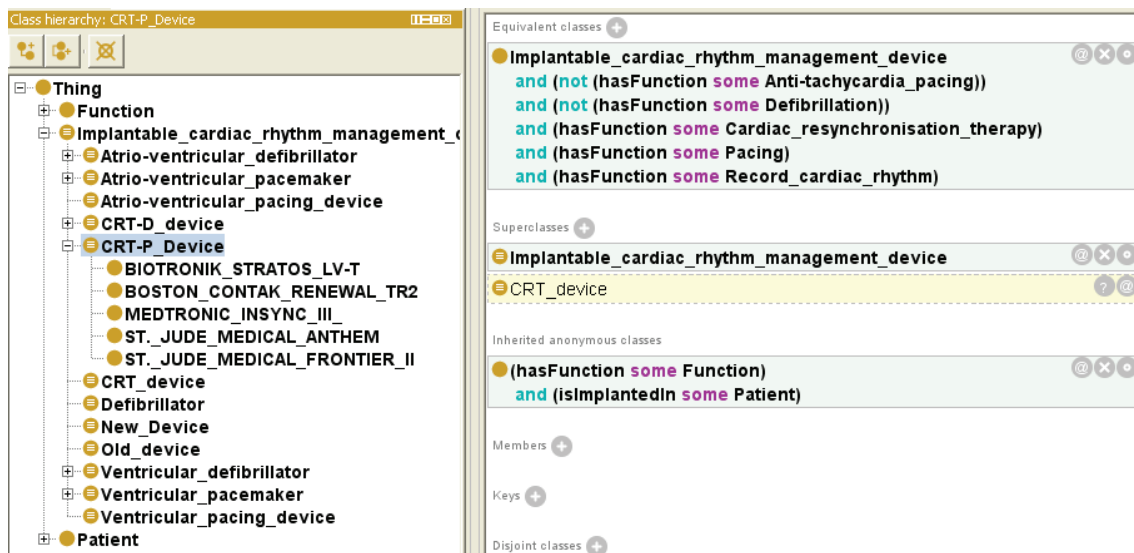 Class hierarchy: CRT-P_Device
Thing
Function
Implantable_cardiac_rhythm_management_
Atrio-ventricular_defibrillator
Atrio-ventricular_pacemaker
Atrio-ventricular_pacing_device
CRT-D_device
CRT-P_Device
BIOTRONIK_STRATOS_LV-T
BOSTON_CONTAK_RENEWAL_TR2
MEDTRONIC_INSYNC_III_
ST._JUDE_MEDICAL_ANTHEM
ST._JUDE_MEDICAL_FRONTIER_II
CRT_device
Defibrillator
New_Device
Old_device
Ventricular_defibrillator
Ventricular_pacemaker
Ventricular_pacing_device
Patient
Equivalent classes
Implantable_cardiac_rhythm_management_device
and (not (hasFunction some Anti-tachycardia_pacing))
and (not (hasFunction some Defibrillation))
and (hasFunction some Cardiac_resynchronisation_therapy)
and (hasFunction some Pacing)
and (hasFunction some Record_cardiac_rhythm)
Superclasses
Implantable_cardiac_rhythm_management_device
CRT_device
Inherited anonymous classes
(hasFunction some Function)
and (isImplantedIn some Patient)
Members
Keys
Disjoint classes